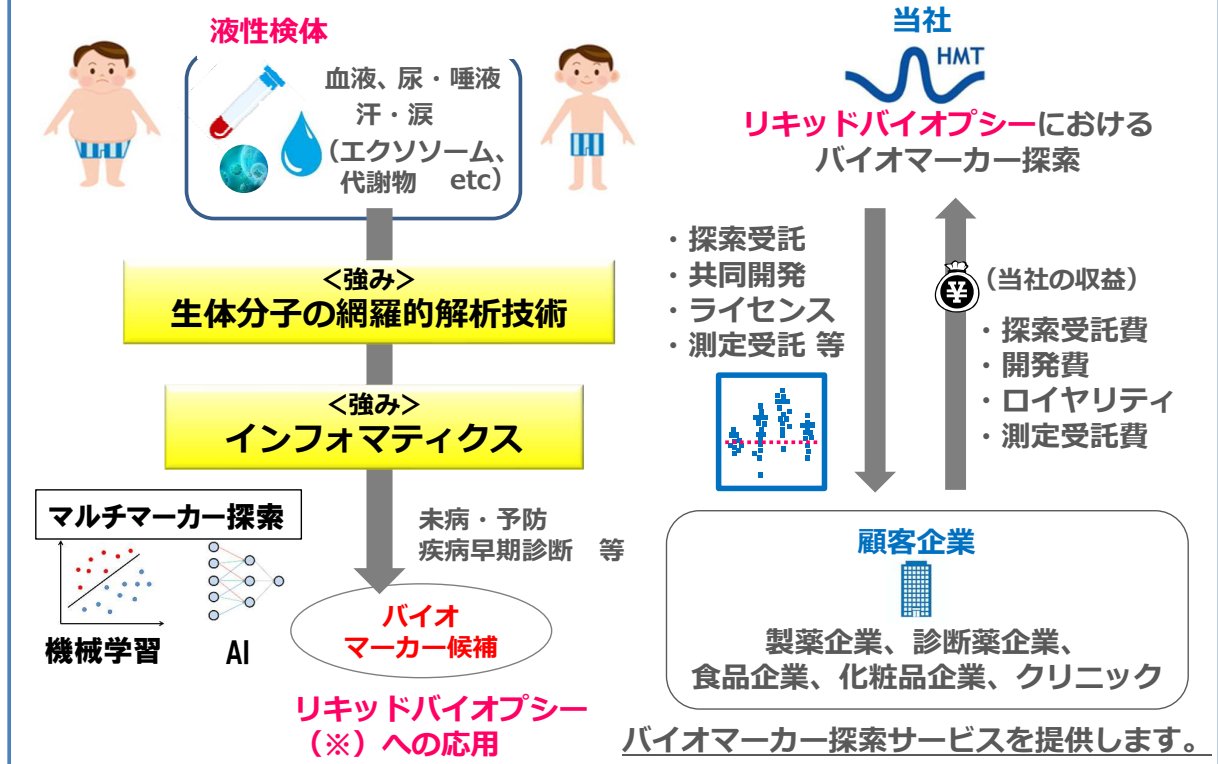 液性検体
血液、尿・唾液
汗・涙
（エクソソーム、
代謝物 etc）
＜強み＞
生体分子の網羅的解析技術
＜強み＞
インフォマティクス
マルチマーカー探索
機械学習
AI
未病・予防
疾病早期診断 等
バイオ
マーカー候補
リキッドバイオプシー
（※）への応用
当社
HMT
リキッドバイオプシーにおける
バイオマーカー探索
・探索受託
・共同開発
・ライセンス
・測定受託 等
¥
（当社の収益）
・探索受託費
・開発費
・ロイヤリティ
・測定受託費
顧客企業
製薬企業、診断薬企業、
食品企業、化粧品企業、クリニック
バイオマーカー探索サービスを提供します。